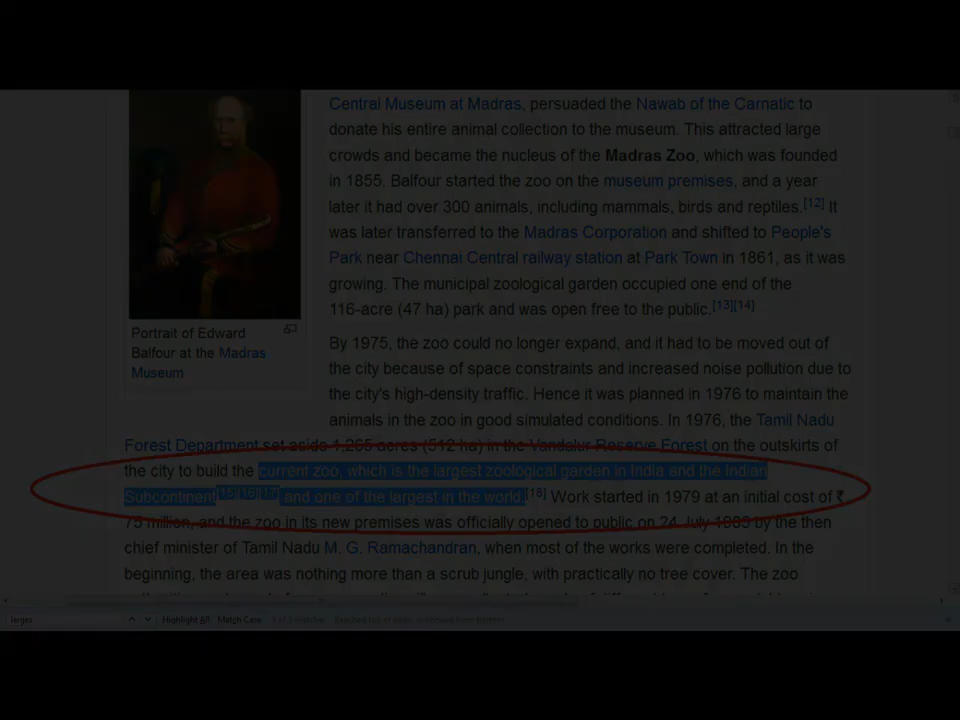 Central Museum at Madras, persuaded the Nawab of the Carnatic to
donate his entire animal collection to the museum. This attracted large
crowds and became the nucleus of the Madras Zoo, which was founded
in 1855. Balfour started the zoo on the museum premises, and a year
later it had over 300 animals, including mammals, birds and reptiles.[12] It
was later transferred to the Madras Corporation and shifted to People's
Park near Chennai Central railway station at Park Town in 1861, as it was
growing. The municipal zoological garden occupied one end of the
116-acre (47 ha) park and was open free to the public.[13][14]
Portrait of Edward
Balfour at the Madras
Museum
By 1975, the zoo could no longer expand, and it had to be moved out of
the city because of space constraints and increased noise pollution due to
the city's high-density traffic. Hence it was planned in 1976 to maintain the
animals in the zoo in good simulated conditions. In 1976, the Tamil Nadu
Forest Department set aside 1,265 acres (512 ha) in the Vandalur Reserve Forest on the outskirts of
the city to build the current zoo, which is the largest zoological garden in India and the Indian
Subcontinent[15][16][17] and one of the largest in the world.[18] Work started in 1979 at an initial cost of ₹
75 million, and the zoo in its new premises was officially opened to public on 24 July 1985 by the then
chief minister of Tamil Nadu M. G. Ramachandran, when most of the works were completed. In the
beginning, the area was nothing more than a scrub jungle, with practically no tree cover. The zoo
larges Highlight All Match Case